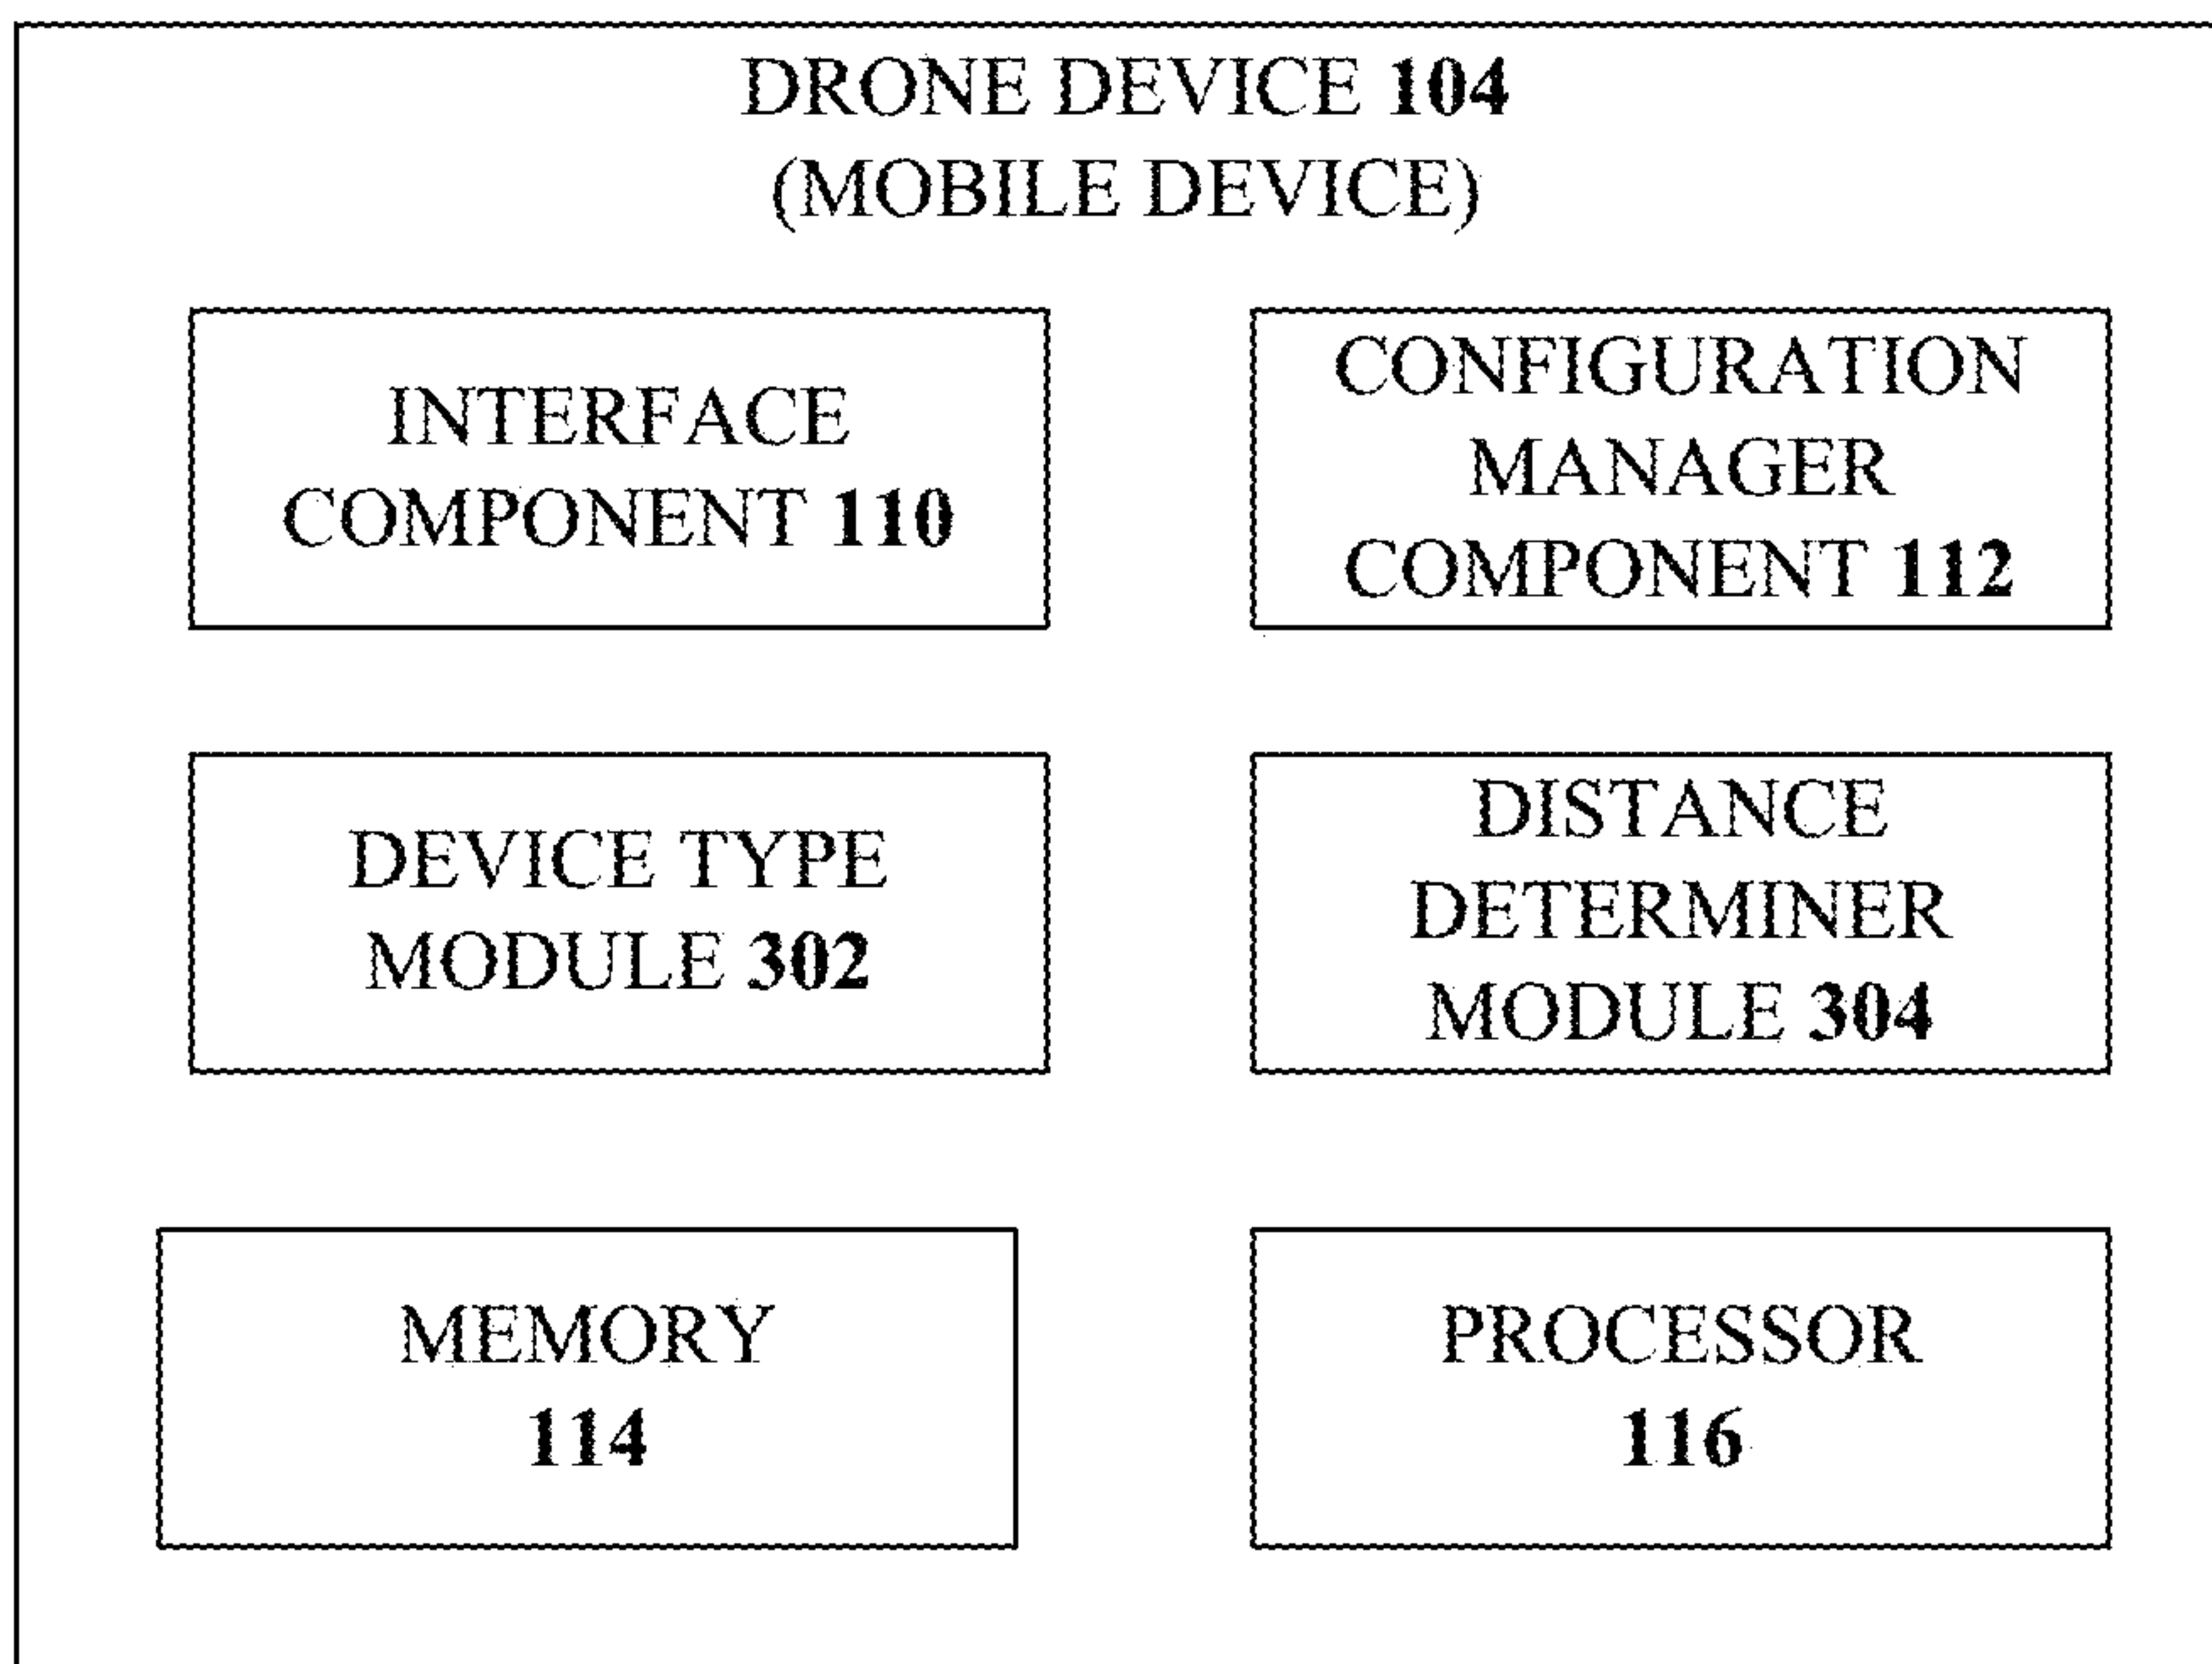 DRONE DEVICE 104
(MOBILE DEVICE)
INTERFACE
COMPONENT 110
CONFIGURATION
MANAGER
COMPONENT 112
DEVICE TYPE
MODULE 302
DISTANCE
DETERMINER
MODULE 304
MEMORY
114
PROCESSOR
116